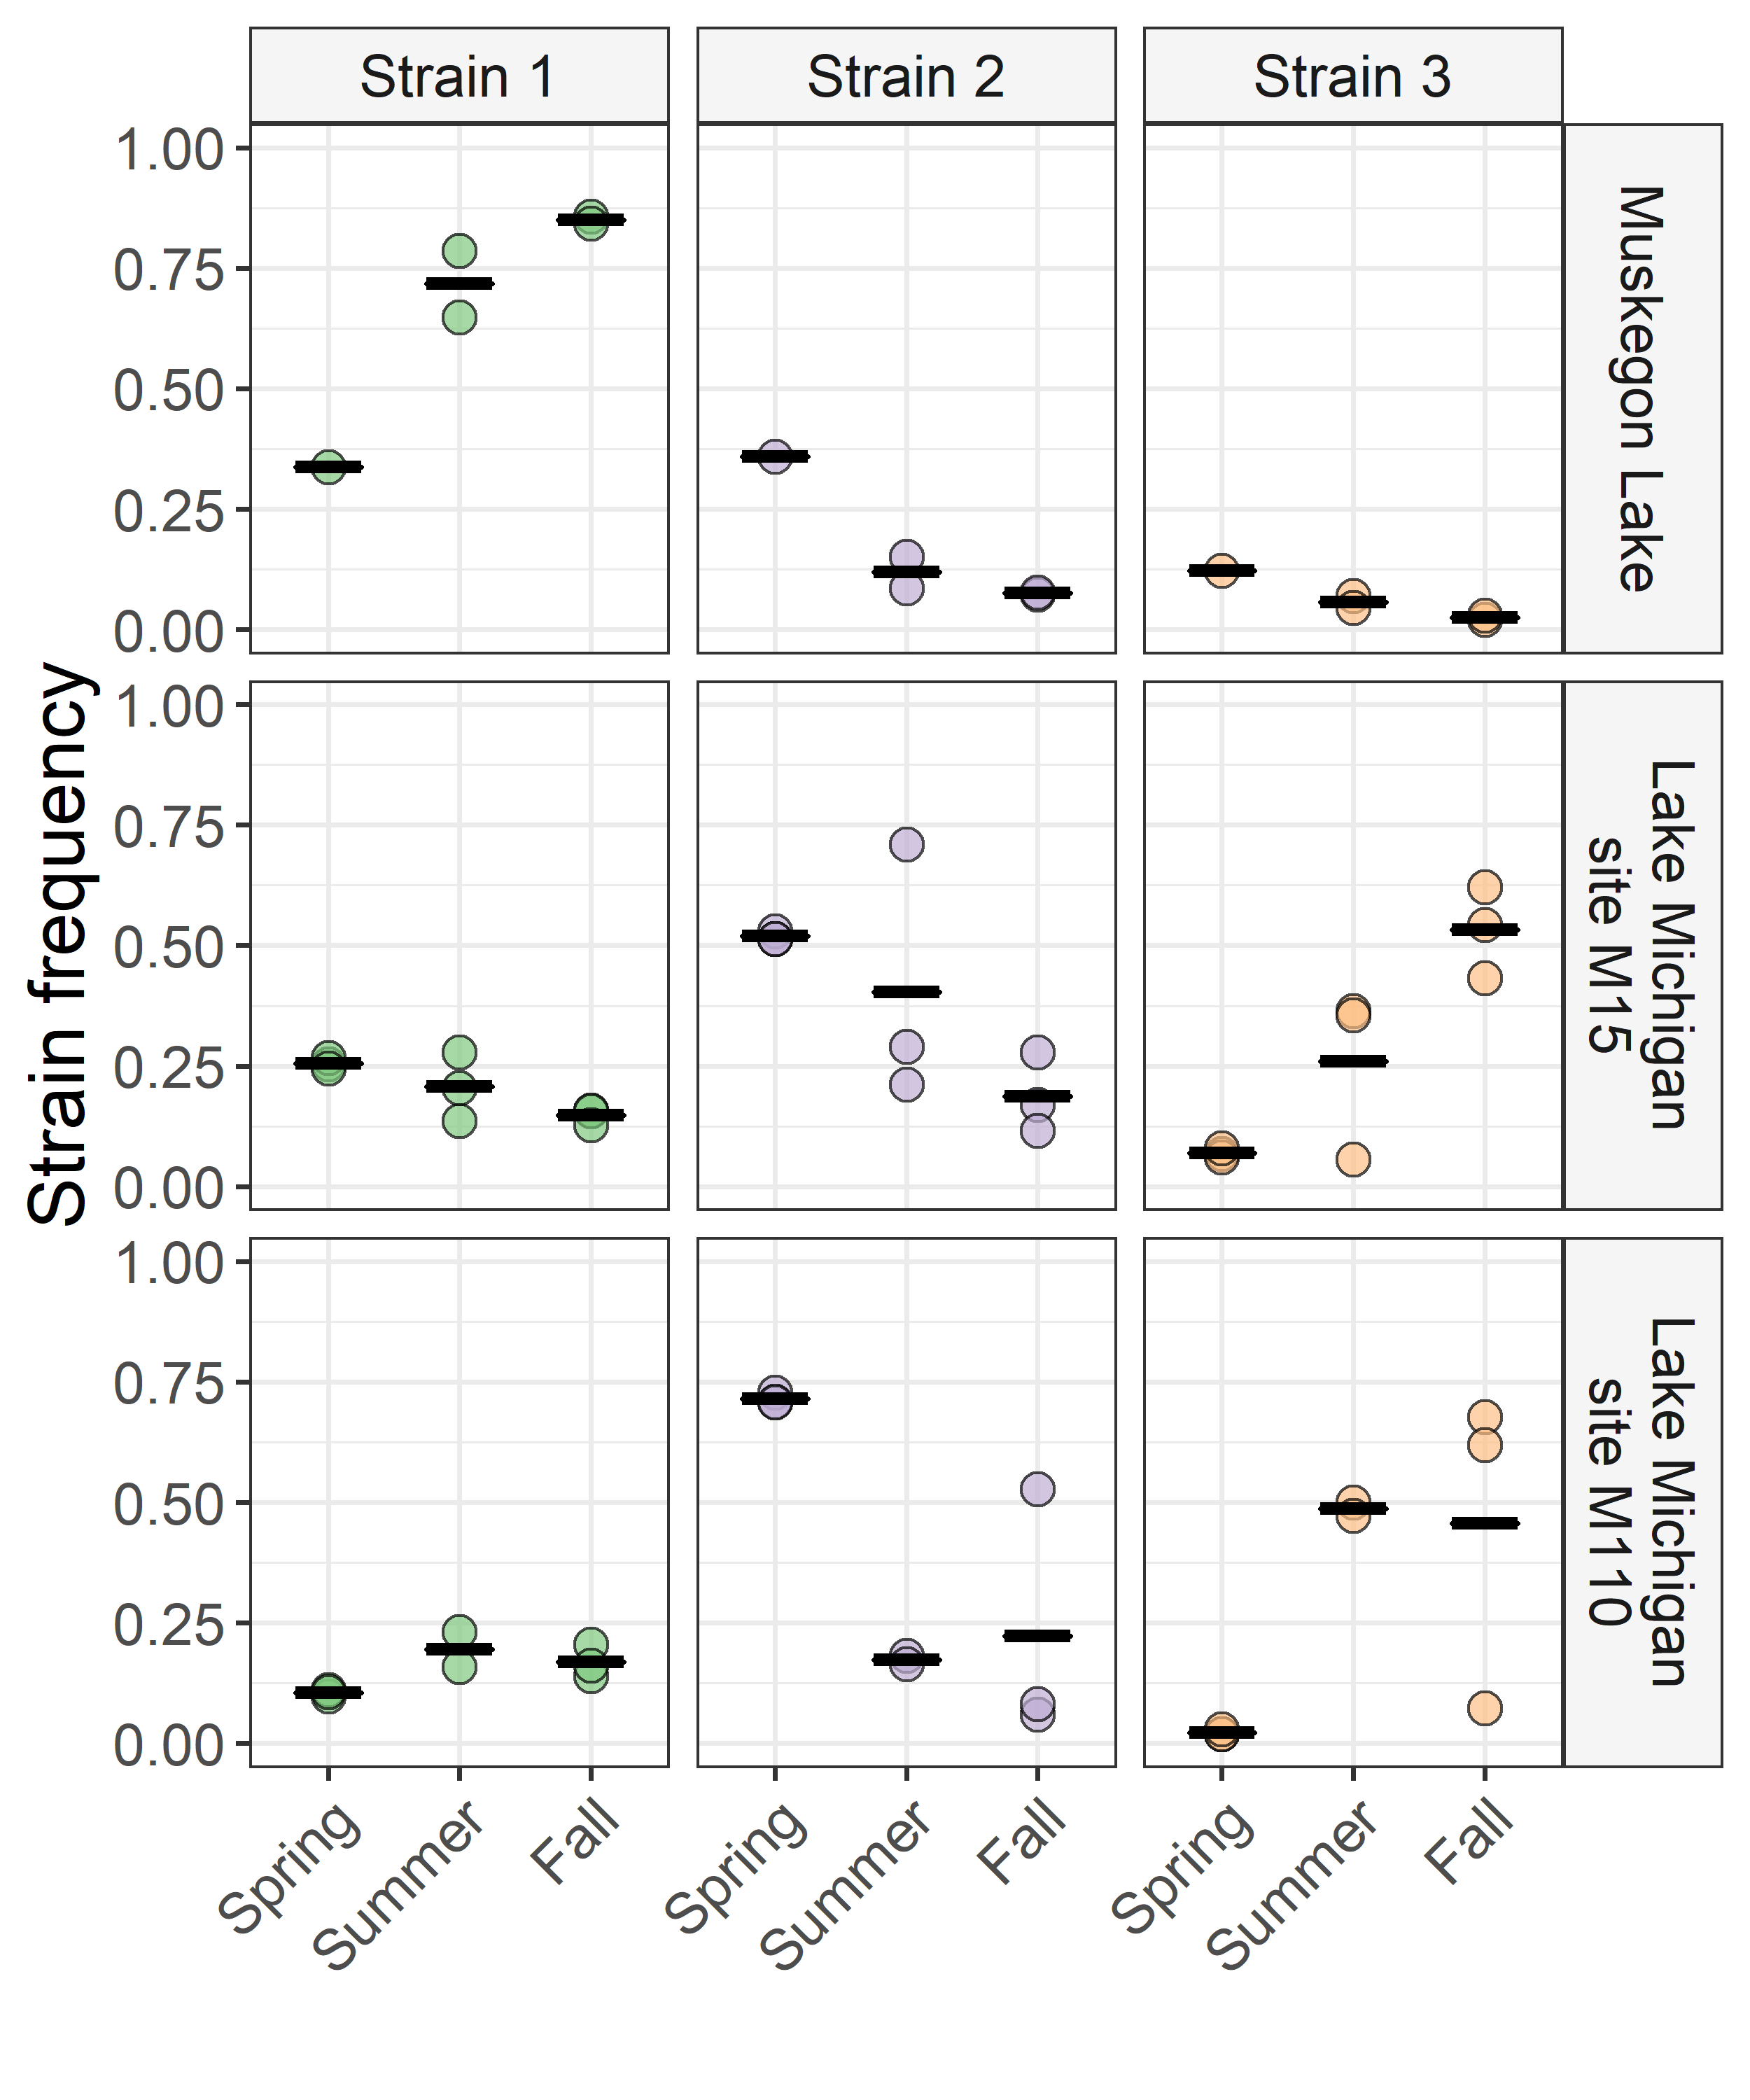 Strain 1
Strain 2
Strain 3
1.00
0.75
0.50
0.25
0.00
Muskegon Lake
Strain frequency
1.00
0.75
0.50
0.25
0.00
Lake Michigan
site M15
1.00
0.75
0.50
0.25
0.00
Lake Michigan
site M110
Spring
Summer
Fall
Spring
Summer
Fall
Spring
Summer
Fall